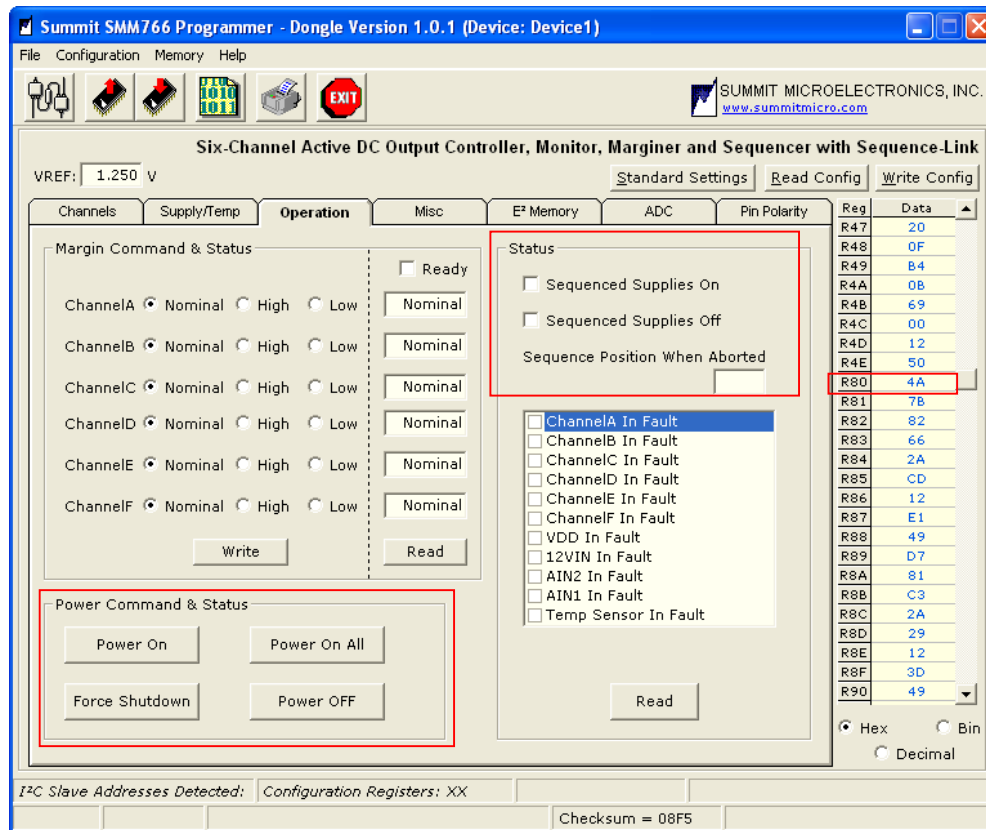 Summit SMM766 Programmer - Dongle Version 1.0.1 (Device: Device1)
File Configuration Memory Help
1010
1011
EXIT
SUMMIT MICROELECTRONICS, INC.
www.summitmicro.com
Six-Channel Active DC Output Controller, Monitor, Marginer and Sequencer with Sequence-Link
VREF: 1.250 V
Standard Settings Read Config Write Config
Channels Supply/Temp Operation Misc E² Memory ADC Pin Polarity
Margin Command & Status
Ready
ChannelA Nominal High Low Nominal
ChannelB Nominal High Low Nominal
ChannelC Nominal High Low Nominal
ChannelD Nominal High Low Nominal
ChannelE Nominal High Low Nominal
ChannelF Nominal High Low Nominal
Write Read
Power Command & Status
Power On Power On All
Force Shutdown Power OFF
Status
Sequenced Supplies On
Sequenced Supplies Off
Sequence Position When Aborted
ChannelA In Fault
ChannelB In Fault
ChannelC In Fault
ChannelD In Fault
ChannelE In Fault
ChannelF In Fault
VDD In Fault
12VIN In Fault
AIN2 In Fault
AIN1 In Fault
Temp Sensor In Fault
Read
Reg Data
R47 20
R48 0F
R49 B4
R4A 0B
R4B 69
R4C 00
R4D 12
R4E 50
R80 4A
R81 7B
R82 82
R83 66
R84 2A
R85 CD
R86 12
R87 E1
R88 49
R89 D7
R8A 81
R8B C3
R8C 2A
R8D 29
R8E 12
R8F 3D
R90 49
Hex Bin
Decimal
I²C Slave Addresses Detected: Configuration Registers: XX
Checksum = 08F5